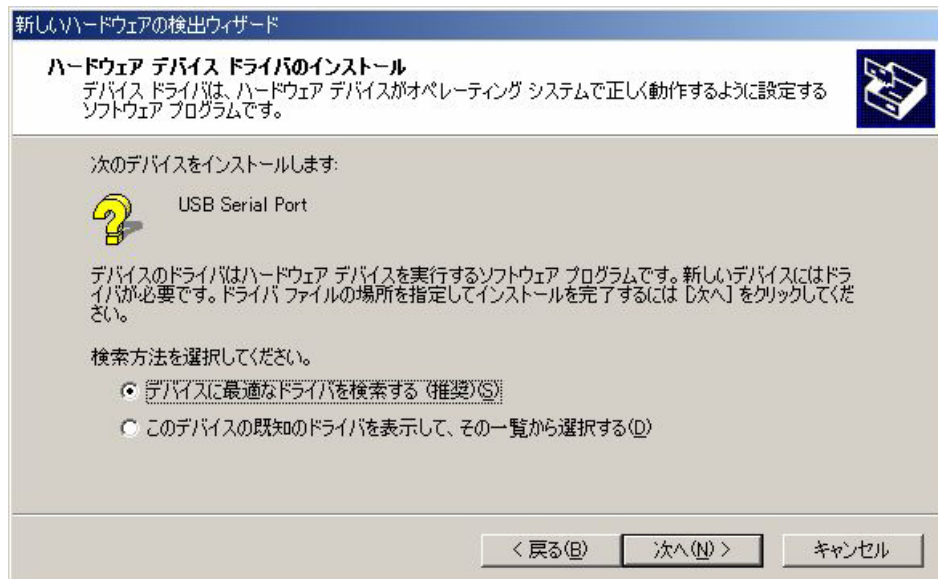 新しいハードウェアの検出ウィザード
ハードウェア デバイス ドライバのインストール
デバイス ドライバは、ハードウェア デバイスがオペレーティング システムで正しく動作するように設定する
ソフトウェア プログラムです。
次のデバイスをインストールします:
USB Serial Port
デバイスのドライバはハードウェア デバイスを実行するソフトウェア プログラムです。新しいデバイスにはドラ
イバが必要です。ドライバ ファイルの場所を指定してインストールを完了するには [次へ] をクリックしてくだ
さい。
検索方法を選択してください。
デバイスに最適なドライバを検索する (推奨)(S)
このデバイスの既知のドライバを表示して、その一覧から選択する(D)
< 戻る(B) 次へ(N) > キャンセル